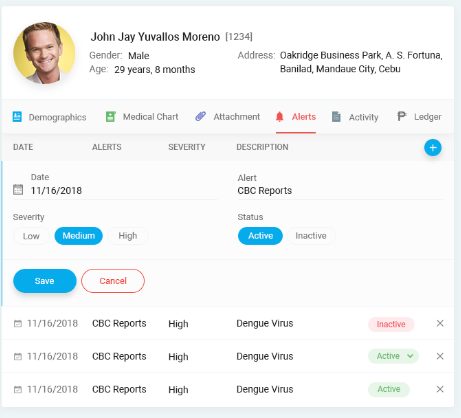 John Jay Yuvallos Moreno [1234]
Gender: Male
Address: Oakridge Business Park, A. S. Fortuna,
Age: 29 years, 8 months
Banilad, Mandaue City, Cebu
Demographics Medical Chart Attachment Alerts Activity Ledger
DATE ALERTS SEVERITY DESCRIPTION
Date Alert
11/16/2018 CBC Reports
Severity Status
Low Medium High Active Inactive
Save Cancel
11/16/2018 CBC Reports High Dengue Virus Inactive
11/16/2018 CBC Reports High Dengue Virus Active
11/16/2018 CBC Reports High Dengue Virus Active